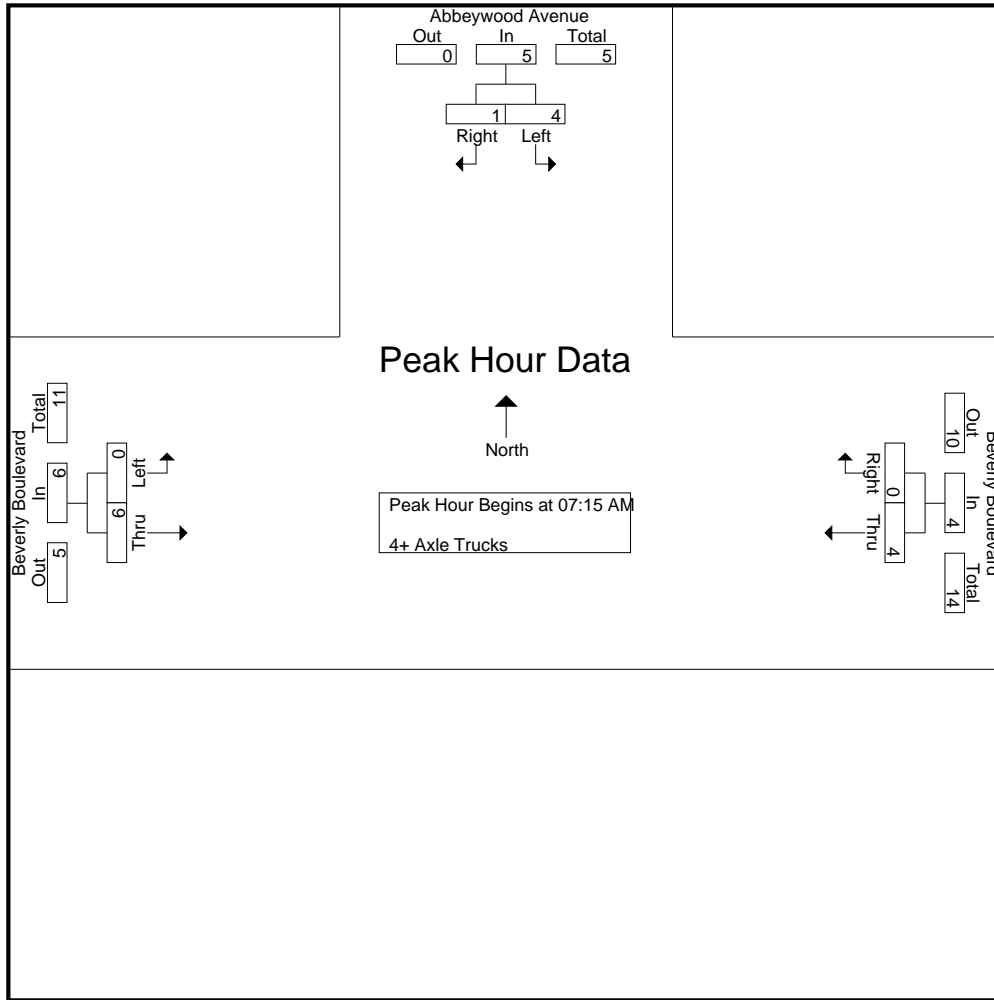 Abbeywood Avenue
Out In Total
0 5 5
1 4
Right Left
Peak Hour Data
North
Peak Hour Begins at 07:15 AM
4+ Axle Trucks
Beverly Boulevard
Out In Total
5 6 11
Left Thru
0 6
Beverly Boulevard
Out In Total
10 4 14
Right Thru
0 4